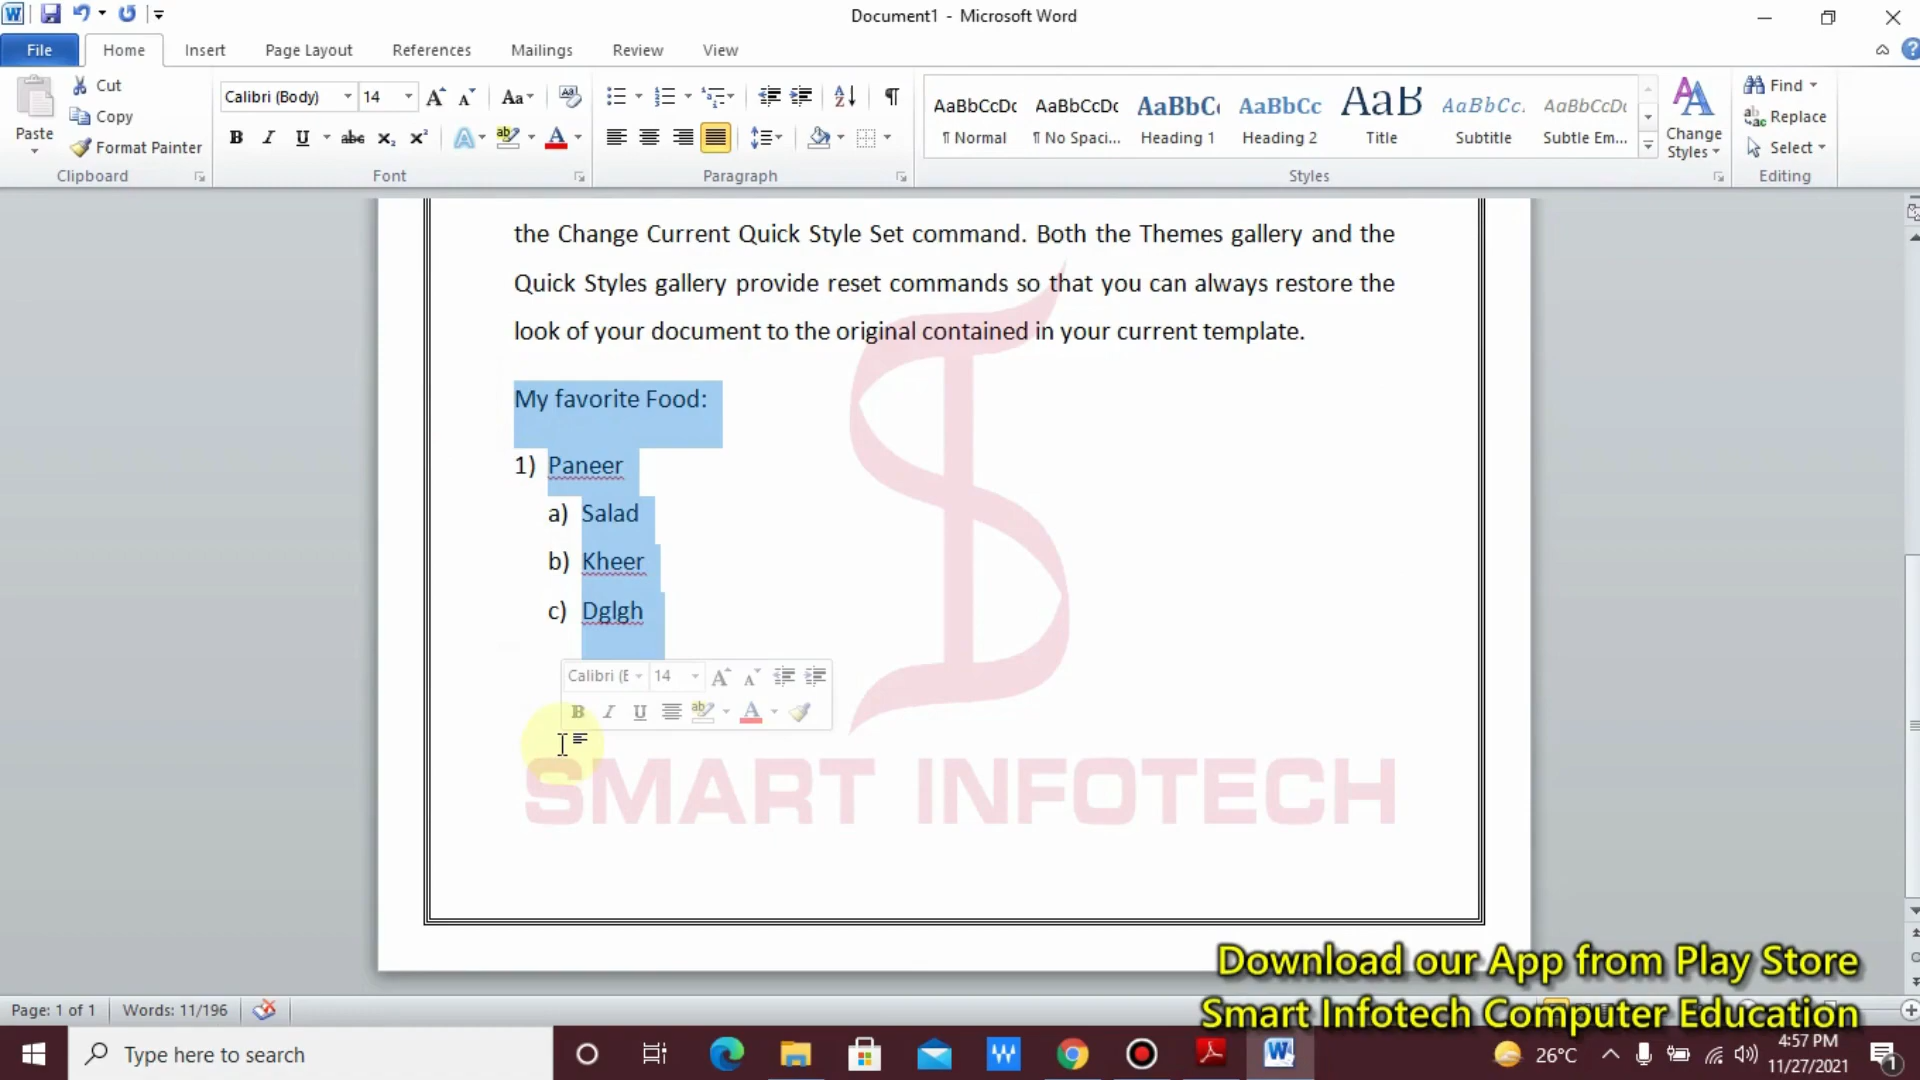 Document1 - Microsoft Word
File Home Insert Page Layout References Mailings Review View
Paste
Cut
Copy
Format Painter
Clipboard
Calibri (Body) 14
Font
Paragraph
AaBbCcDc AaBbCcDc AaBbC AaBbCc AaB AaBbCc. AaBbCcDc
¶ Normal ¶ No Spaci... Heading 1 Heading 2 Title Subtitle Subtle Em...
Change Styles
Styles
Find
Replace
Select
Editing
the Change Current Quick Style Set command. Both the Themes gallery and the
Quick Styles gallery provide reset commands so that you can always restore the
look of your document to the original contained in your current template.
My favorite Food:
1) Paneer
a) Salad
b) Kheer
c) Dglgh
Calibri (E 14
SMART INFOTECH
Download our App from Play Store
Smart Infotech Computer Education
Page: 1 of 1 Words: 11/196
Type here to search
26°C
4:57 PM
11/27/2021